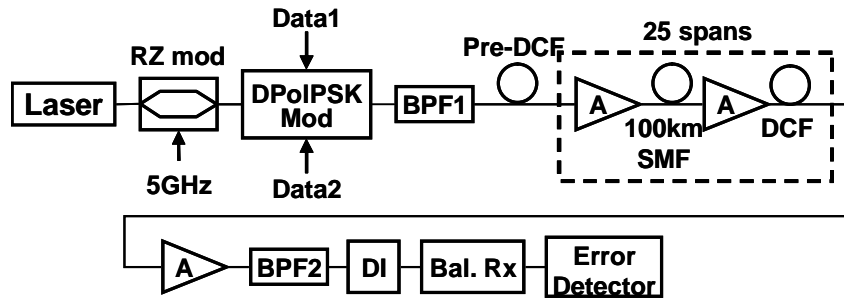 Data1
25 spans
RZ mod
Pre-DCF
Laser
DPolPSK
Mod
BPF1
A
100km
SMF
A
DCF
5GHz
Data2
A
BPF2
DI
Bal. Rx
Error
Detector